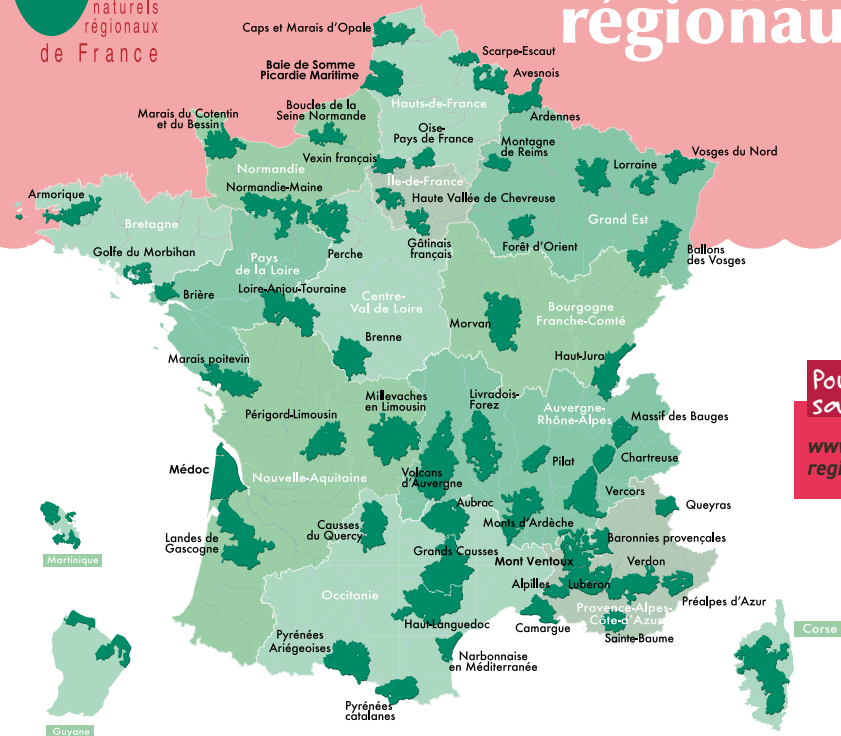 naturels
régionaux
de France
régionau
Caps et Marais d'Opale
Scarpe-Escaut
Baie de Somme
Picardie Maritime
Avesnois
Hauts-de-France
Marais du Cotentin
et du Bessin
Boucles de la
Seine Normande
Ardennes
Oise-
Pays de France
Montagne
de Reims
Vosges du Nord
Vexin français
Lorraine
Normandie
Île-de-France
Normandie-Maine
Armorique
Haute Vallée de Chevreuse
Bretagne
Grand Est
Golfe du Morbihan
Perche
Gâtinais
français
Forêt d'Orient
Ballons
des Vosges
Pays
de la Loire
Brière
Loire-Anjou-Touraine
Centre-
Val de Loire
Bourgogne
Franche-Comté
Morvan
Brenne
Haut-Jura
Marais poitevin
Pou
Millevaches
en Limousin
Livradois-
Forez
Auvergne-
Rhône-Alpes
Périgord-Limousin
Massif des Bauges
www
regi
Médoc
Nouvelle-Aquitaine
Volcans
d'Auvergne
Pilat
Chartreuse
Vercors
Aubrac
Queyras
Causses
du Quercy
Monts d'Ardèche
Landes de
Gascogne
Baronnies provençales
Grands Causses
Mont Ventoux
Verdon
Martinique
Alpilles
Luberon
Occitanie
Préalpes d'Azur
Provence-Alpes-
Côte-d'Azur
Haut-Languedoc
Camargue
Corse
Pyrénées
Ariégeoises
Sainte-Baume
Narbonnaise
en Méditerranée
Pyrénées
catalanes
Guyane